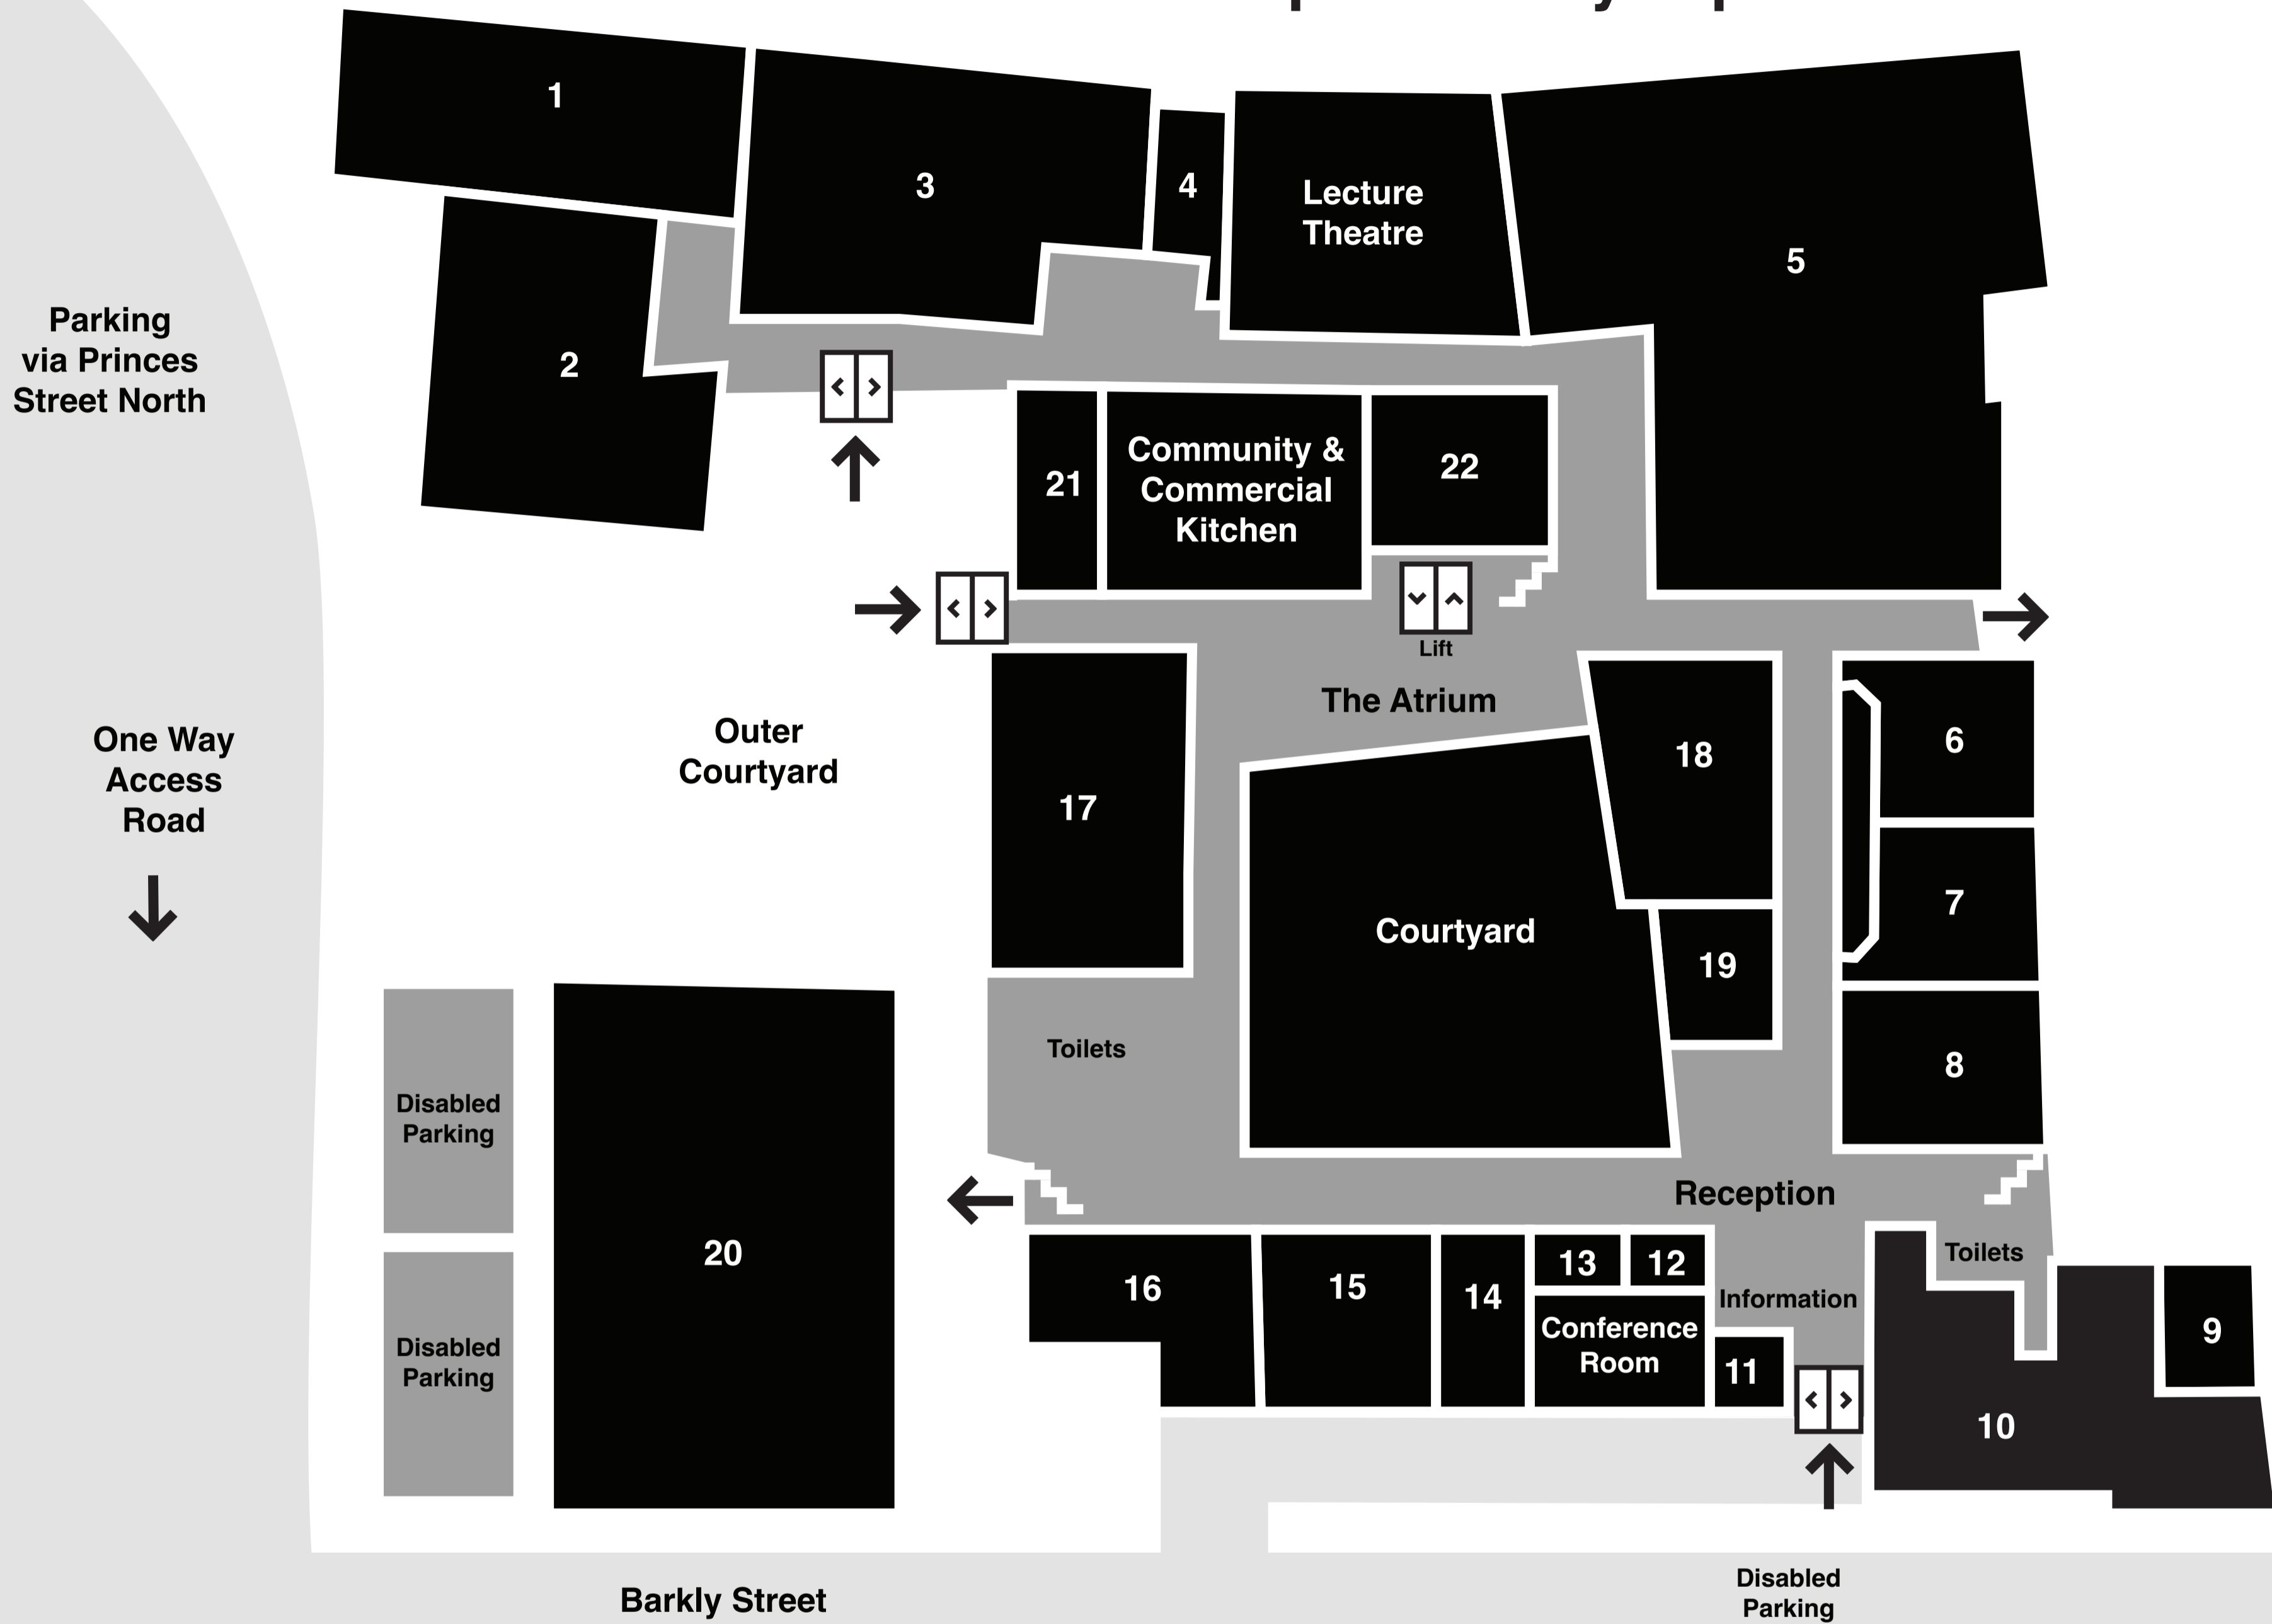 1
3
4
Lecture
Theatre
5
2
Parking
via Princes
Street North
21
Community &
Commercial
Kitchen
22
Lift
The Atrium
Outer
Courtyard
One Way
Access
Road
17
18
6
7
Courtyard
19
8
Toilets
Disabled
Parking
20
Reception
Toilets
Information
16
15
14
13
12
Conference
Room
11
9
10
Disabled
Parking
Barkly Street
Disabled
Parking